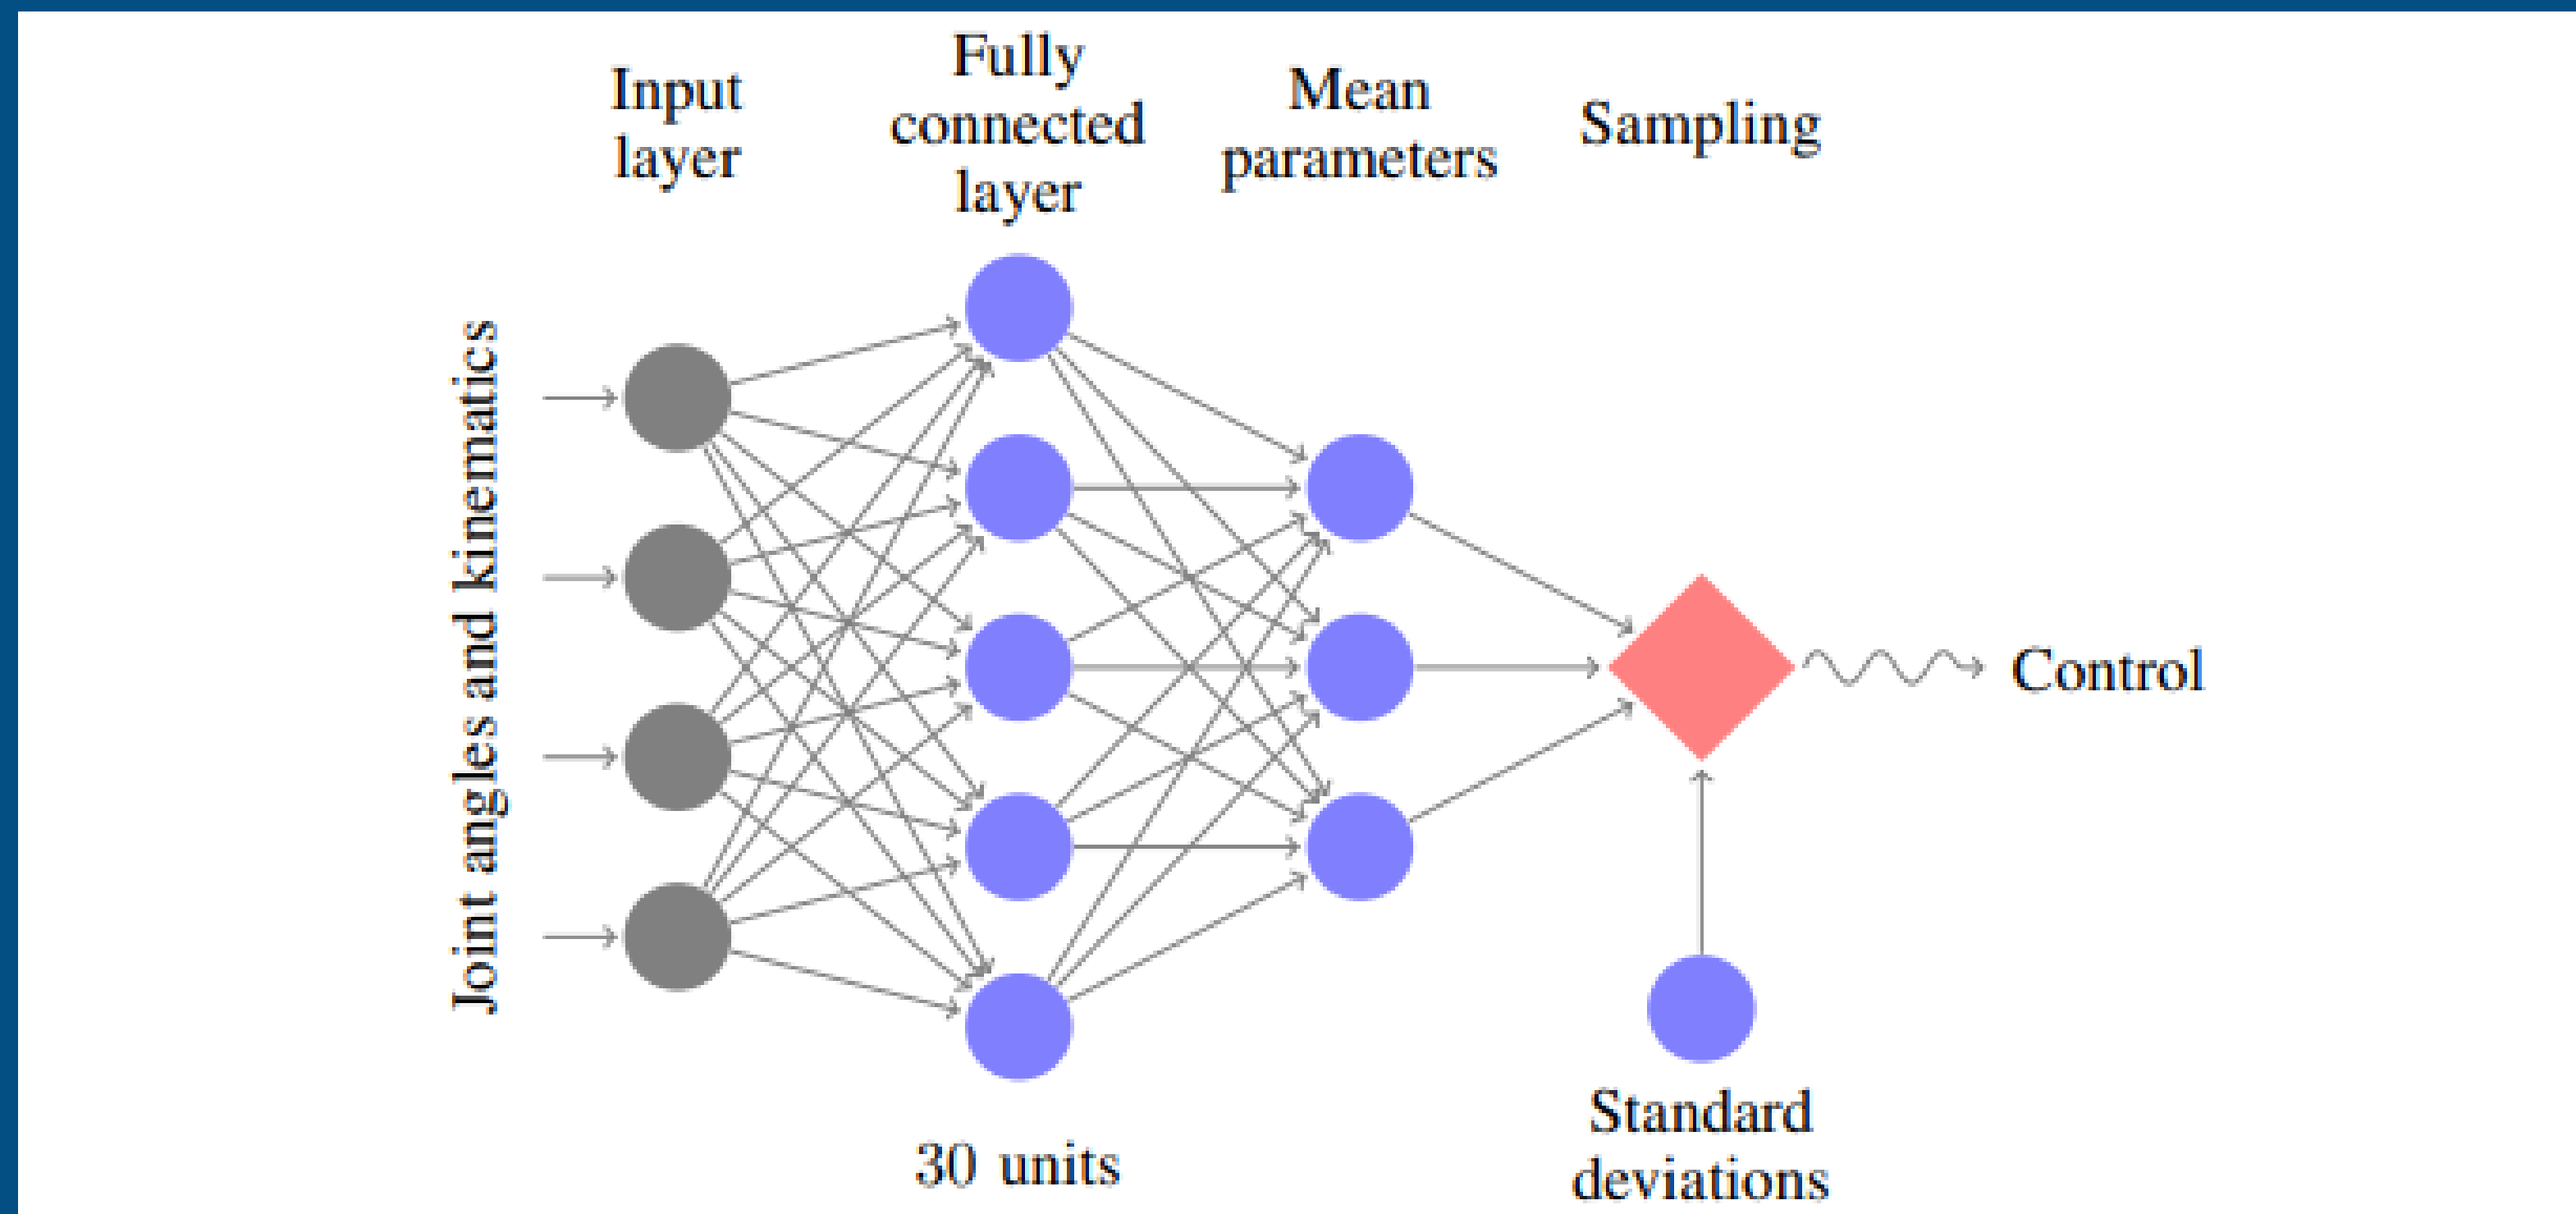 Input
layer
Fully
connected
layer
Mean
parameters
Sampling
Joint angles and kinematics
Control
30 units
Standard
deviations